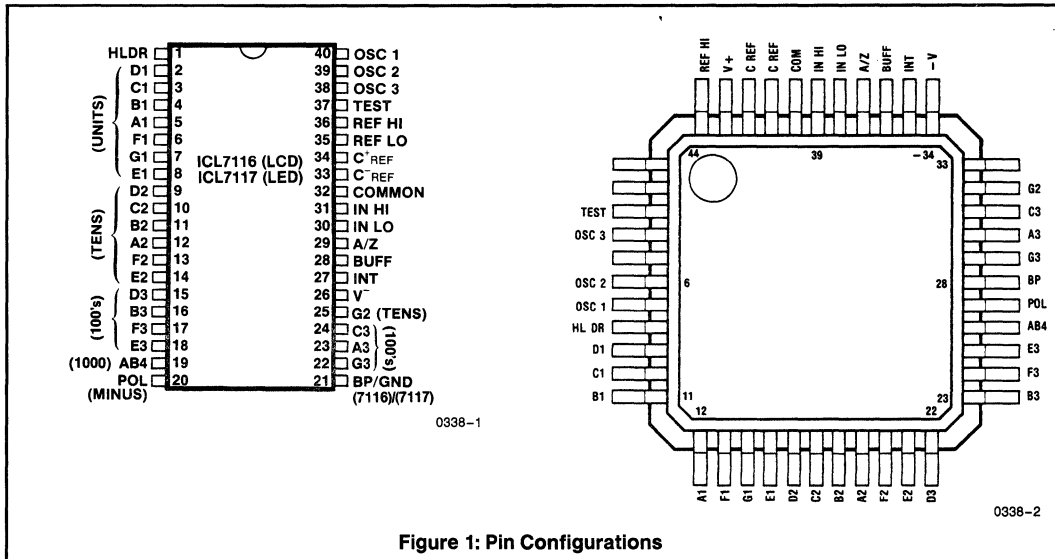 HLDR 1 40 OSC 1
D1 2 39 OSC 2
C1 3 38 OSC 3
B1 4 37 TEST
A1 5 36 REF HI
F1 6 35 REF LO
G1 7 34 C+REF
E1 8 33 C-REF
D2 9 32 COMMON
C2 10 31 IN HI
B2 11 30 IN LO
A2 12 29 A/Z
F2 13 28 BUFF
E2 14 27 INT
D3 15 26 V-
B3 16 25 G2 (TENS)
F3 17 24 C3
E3 18 23 A3
(1000) AB4 19 22 G3
POL 20 21 BP/GND
(MINUS) (7116)/(7117)
(UNITS)
(TENS)
(100's)
(100's)
ICL7116 (LCD)
ICL7117 (LED)
0338-1
REF HI
V+
C REF
C REF
COM
IN HI
IN LO
A/Z
BUFF
INT
-V
44 39 -34
33
TEST
OSC 3
OSC 2
OSC 1
HL DR
D1
C1
B1
6
11
12
28
23
22
G2
C3
A3
G3
BP
POL
AB4
E3
F3
B3
A1
F1
G1
E1
D2
C2
B2
A2
F2
E2
D3
0338-2
Figure 1: Pin Configurations